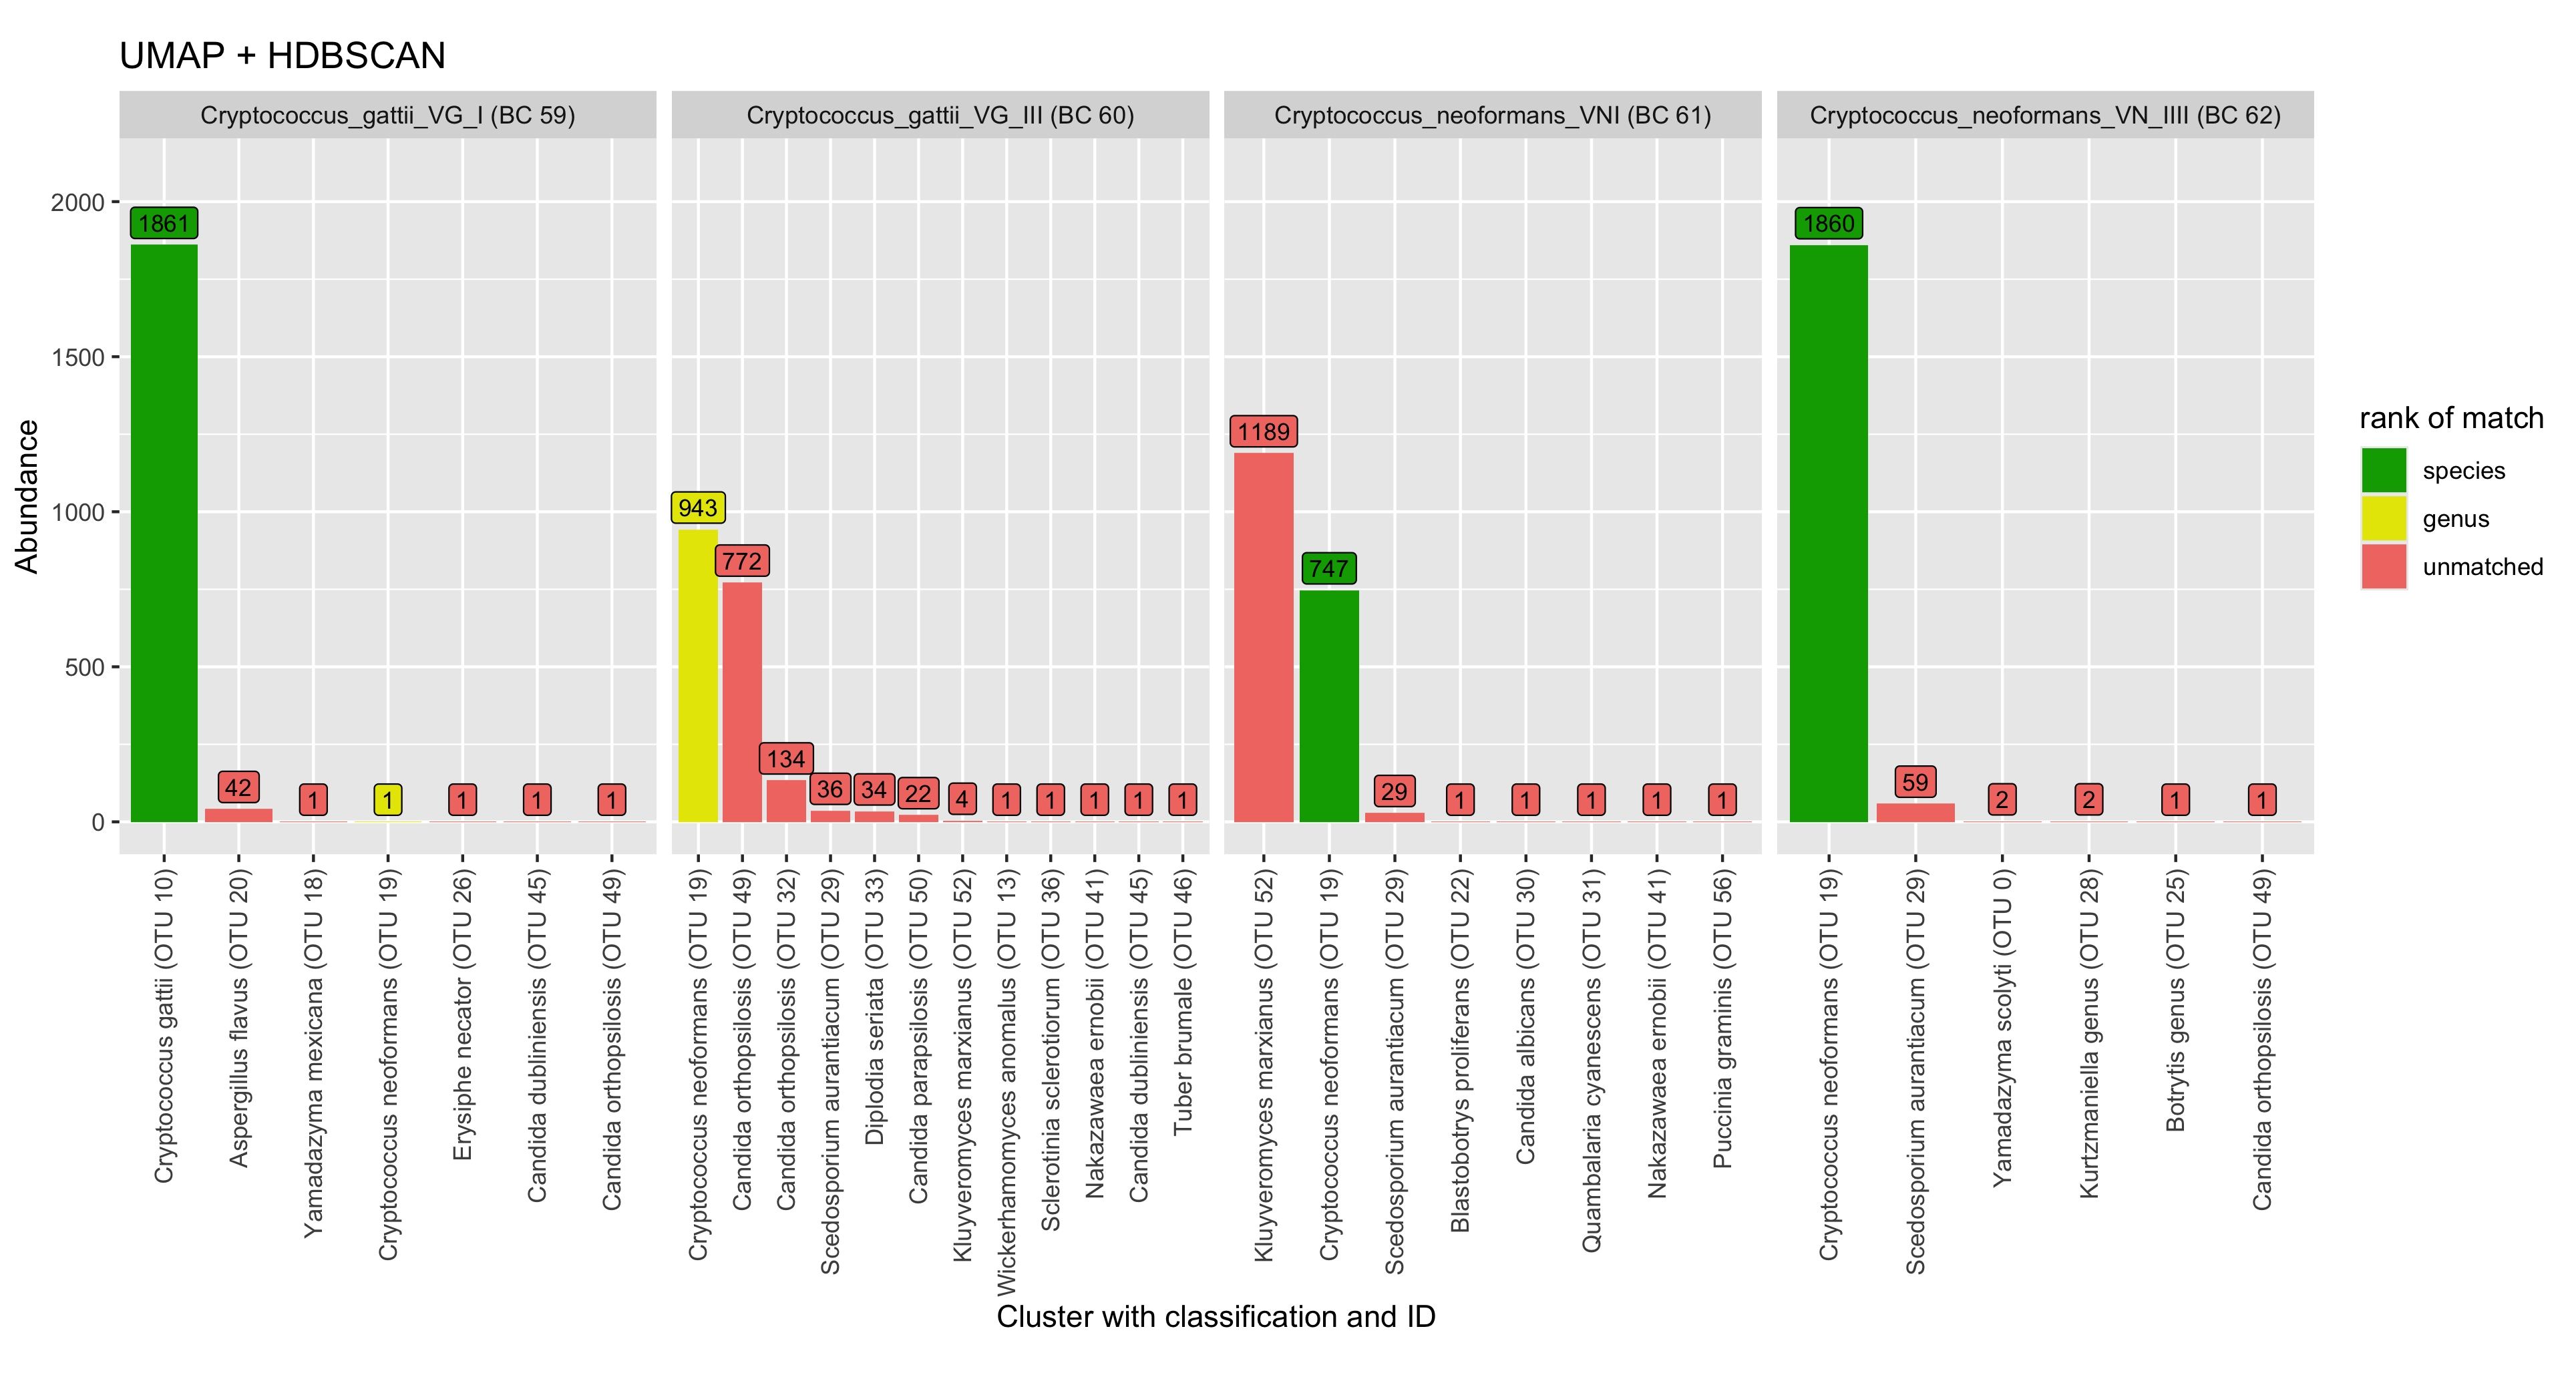 UMAP + HDBSCAN
Cryptococcus_gattii_VG_I (BC 59)
Cryptococcus_gattii_VG_III (BC 60)
Cryptococcus_neoformans_VNI (BC 61)
Cryptococcus_neoformans_VN_IIII (BC 62)
Abundance
2000
1500
1000
500
0
1861
42
1
1
1
1
1
943
772
134
36
34
22
4
1
1
1
1
1
1189
747
29
1
1
1
1
1
1860
59
2
2
1
1
Cryptococcus gattii (OTU 10)
Aspergillus flavus (OTU 20)
Yamadazyma mexicana (OTU 18)
Cryptococcus neoformans (OTU 19)
Erysiphe necator (OTU 26)
Candida dubliniensis (OTU 45)
Candida orthopsilosis (OTU 49)
Cryptococcus neoformans (OTU 19)
Candida orthopsilosis (OTU 49)
Candida orthopsilosis (OTU 32)
Scedosporium aurantiacum (OTU 29)
Diplodia seriata (OTU 33)
Candida parapsilosis (OTU 50)
Kluyveromyces marxianus (OTU 52)
Wickerhamomyces anomalus (OTU 13)
Sclerotinia sclerotiorum (OTU 36)
Nakazawaea ernobii (OTU 41)
Candida dubliniensis (OTU 45)
Tuber brumale (OTU 46)
Kluyveromyces marxianus (OTU 52)
Cryptococcus neoformans (OTU 19)
Scedosporium aurantiacum (OTU 29)
Blastobotrys proliferans (OTU 22)
Candida albicans (OTU 30)
Quambalaria cyanescens (OTU 31)
Nakazawaea ernobii (OTU 41)
Puccinia graminis (OTU 56)
Cryptococcus neoformans (OTU 19)
Scedosporium aurantiacum (OTU 29)
Yamadazyma scolyti (OTU 0)
Kurtzmaniella genus (OTU 28)
Botrytis genus (OTU 25)
Candida orthopsilosis (OTU 49)
Cluster with classification and ID
rank of match
species
genus
unmatched